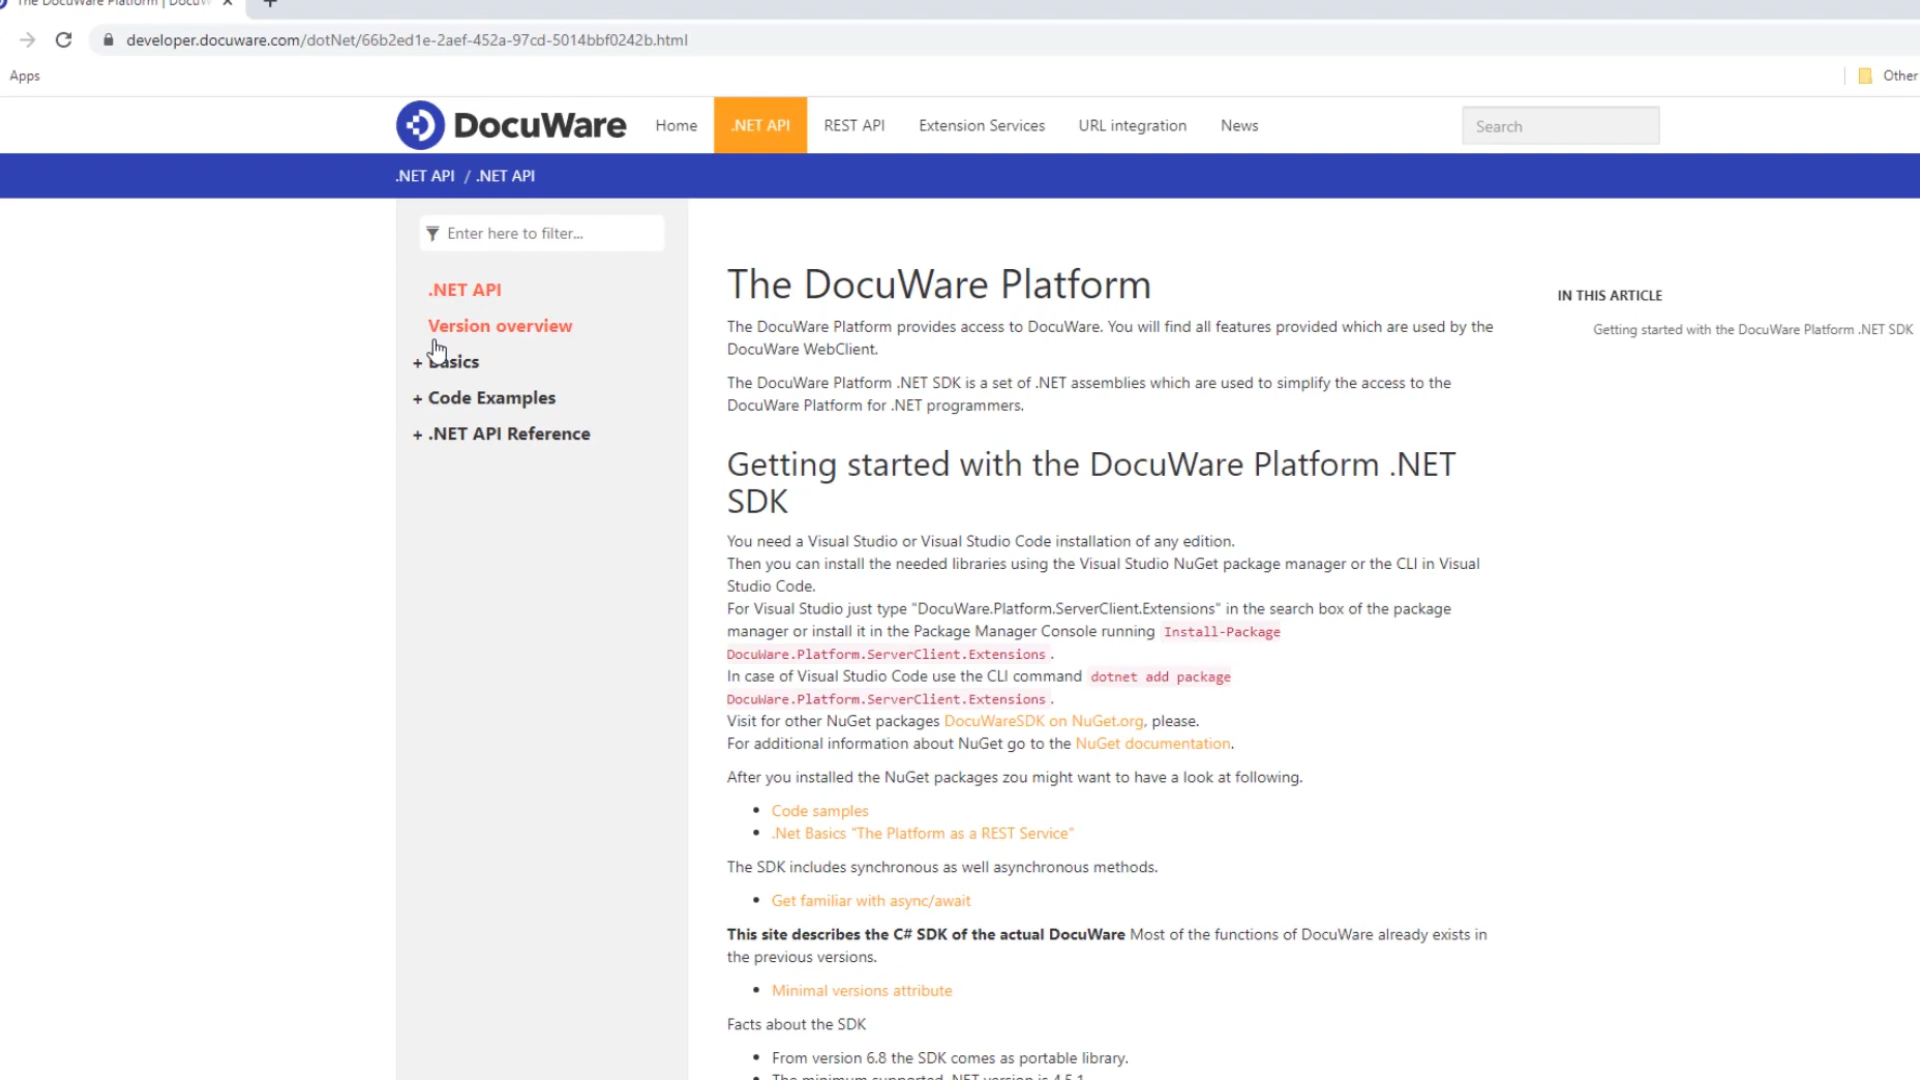 The DocuWare Platform | DocuW
developer.docuware.com/dotNet/66b2ed1e-2aef-452a-97cd-5014bbf0242b.html
Apps
Other
DocuWare
Home
.NET API
REST API
Extension Services
URL integration
News
Search
.NET API / .NET API
Enter here to filter...
.NET API
Version overview
+ Basics
+ Code Examples
+ .NET API Reference
The DocuWare Platform
The DocuWare Platform provides access to DocuWare. You will find all features provided which are used by the
DocuWare WebClient.
The DocuWare Platform .NET SDK is a set of .NET assemblies which are used to simplify the access to the
DocuWare Platform for .NET programmers.
Getting started with the DocuWare Platform .NET
SDK
You need a Visual Studio or Visual Studio Code installation of any edition.
Then you can install the needed libraries using the Visual Studio NuGet package manager or the CLI in Visual
Studio Code.
For Visual Studio just type "DocuWare.Platform.ServerClient.Extensions" in the search box of the package
manager or install it in the Package Manager Console running Install-Package
DocuWare.Platform.ServerClient.Extensions .
In case of Visual Studio Code use the CLI command dotnet add package
DocuWare.Platform.ServerClient.Extensions .
Visit for other NuGet packages DocuWareSDK on NuGet.org, please.
For additional information about NuGet go to the NuGet documentation.
After you installed the NuGet packages zou might want to have a look at following.
• Code samples
• .Net Basics "The Platform as a REST Service"
The SDK includes synchronous as well asynchronous methods.
• Get familiar with async/await
This site describes the C# SDK of the actual DocuWare Most of the functions of DocuWare already exists in
the previous versions.
• Minimal versions attribute
Facts about the SDK
• From version 6.8 the SDK comes as portable library.
• The minimum supported .NET version is 4.5.1
IN THIS ARTICLE
Getting started with the DocuWare Platform .NET SDK